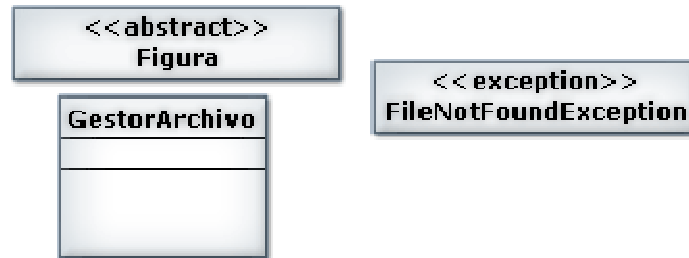 <<abstract>>
Figura
<<exception>>
FileNotFoundException
GestorArchivo